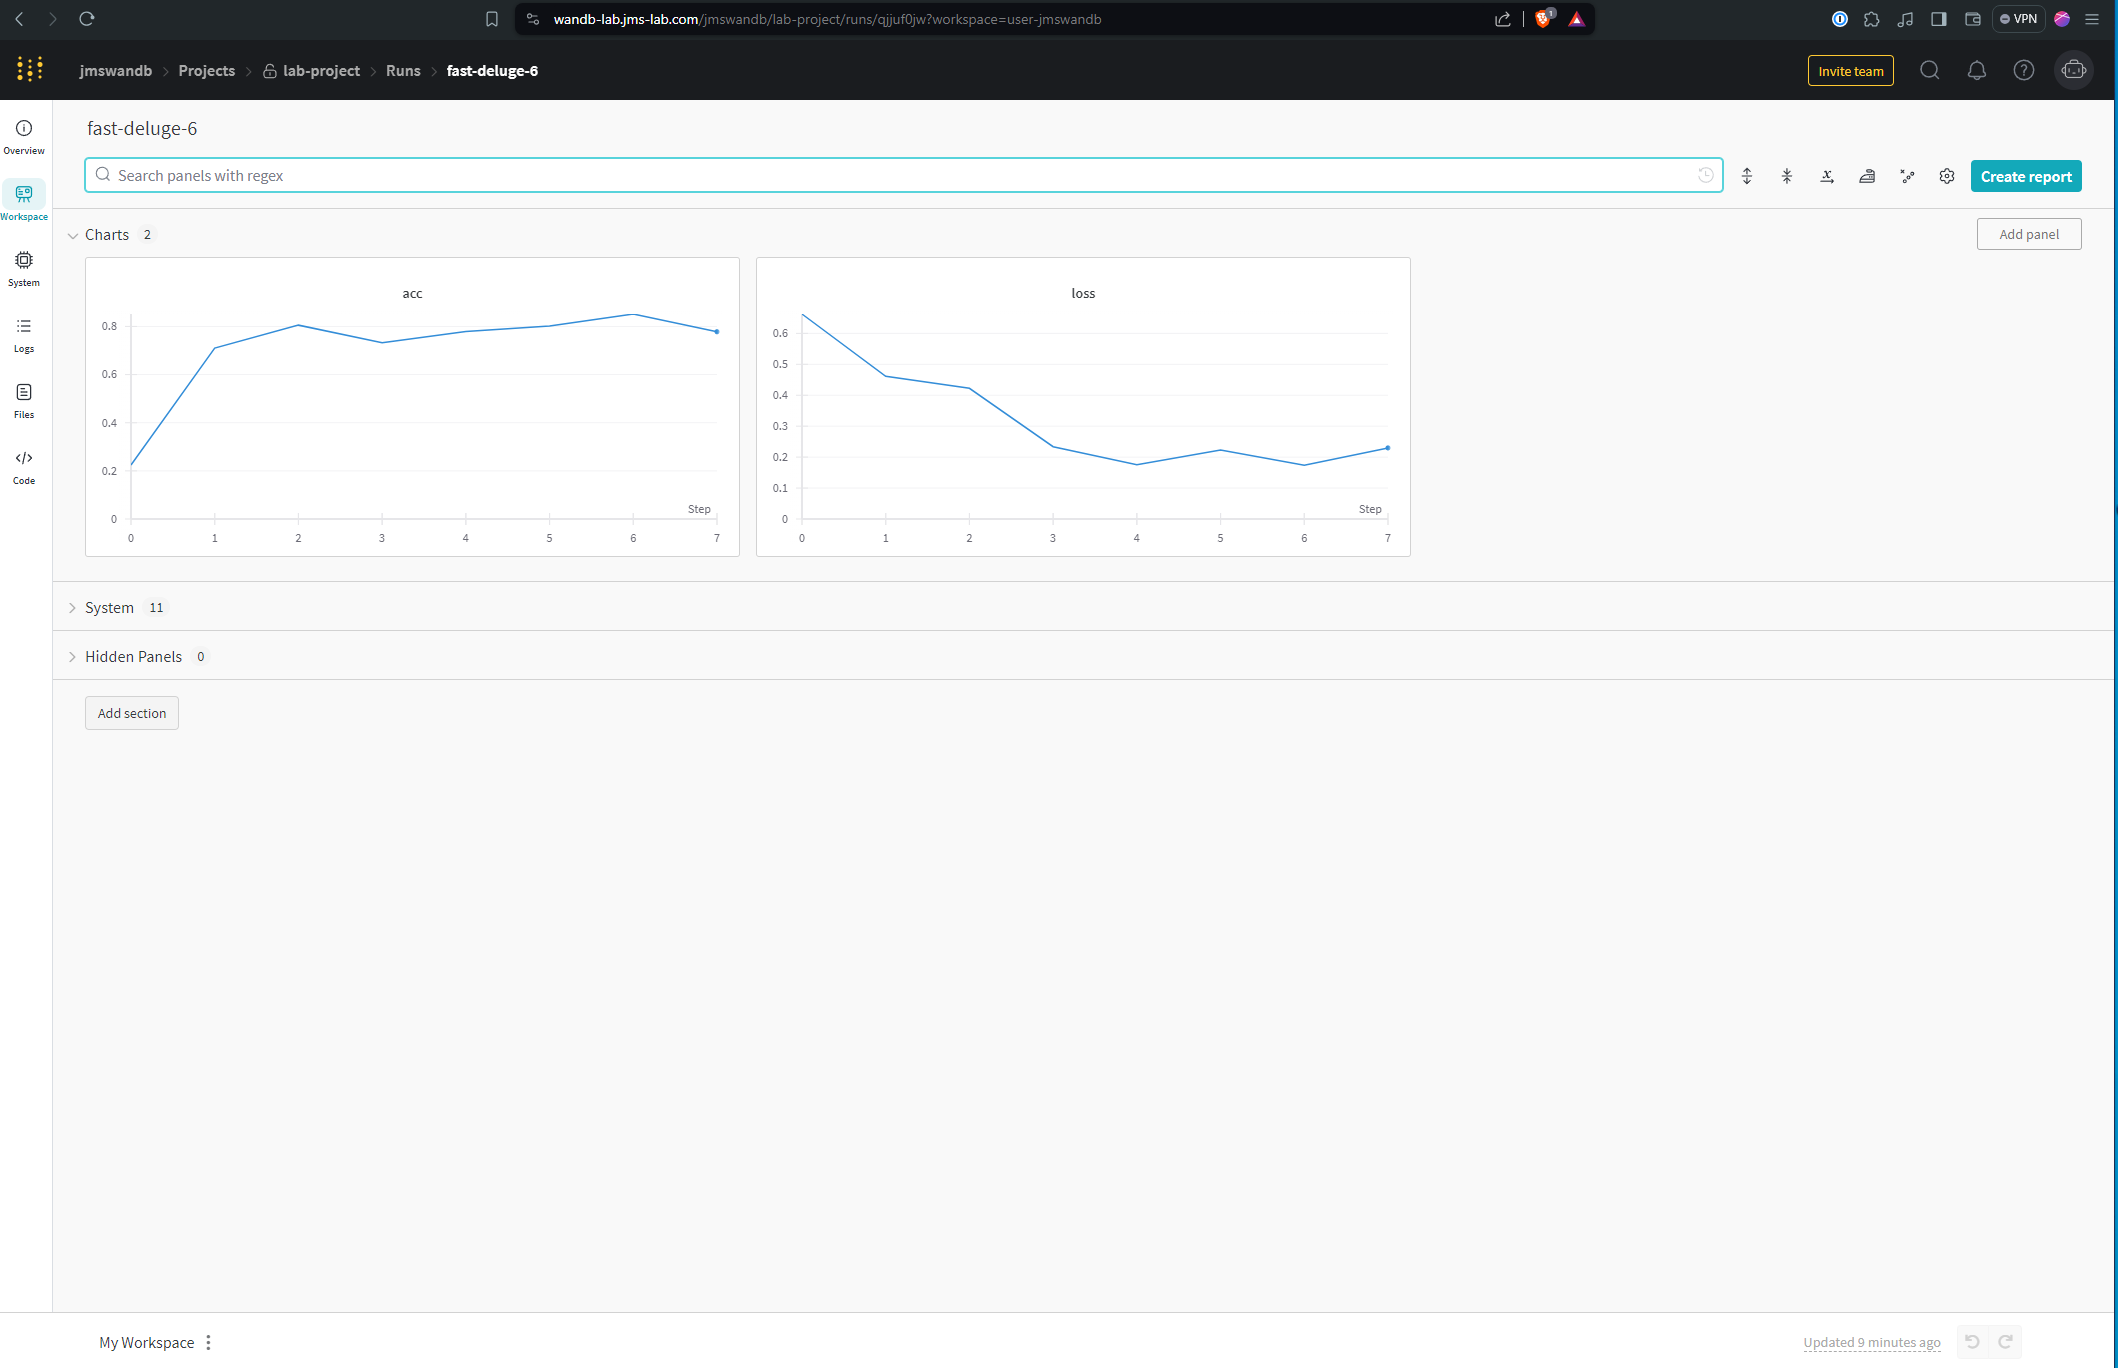 wandb-lab.jms-lab.com/jmswandb/lab-project/runs/qjjuf0jw?workspace=user-jmswandb
1
VPN
jmswandb > Projects > lab-project > Runs > fast-deluge-6
Invite team
Overview
Workspace
System
Logs
Files
Code
fast-deluge-6
Search panels with regex
Create report
Charts 2
Add panel
acc
0.8
0.6
0.4
0.2
0
Step
0 1 2 3 4 5 6 7
loss
0.6
0.5
0.4
0.3
0.2
0.1
0
Step
0 1 2 3 4 5 6 7
System 11
Hidden Panels 0
Add section
My Workspace
Updated 9 minutes ago